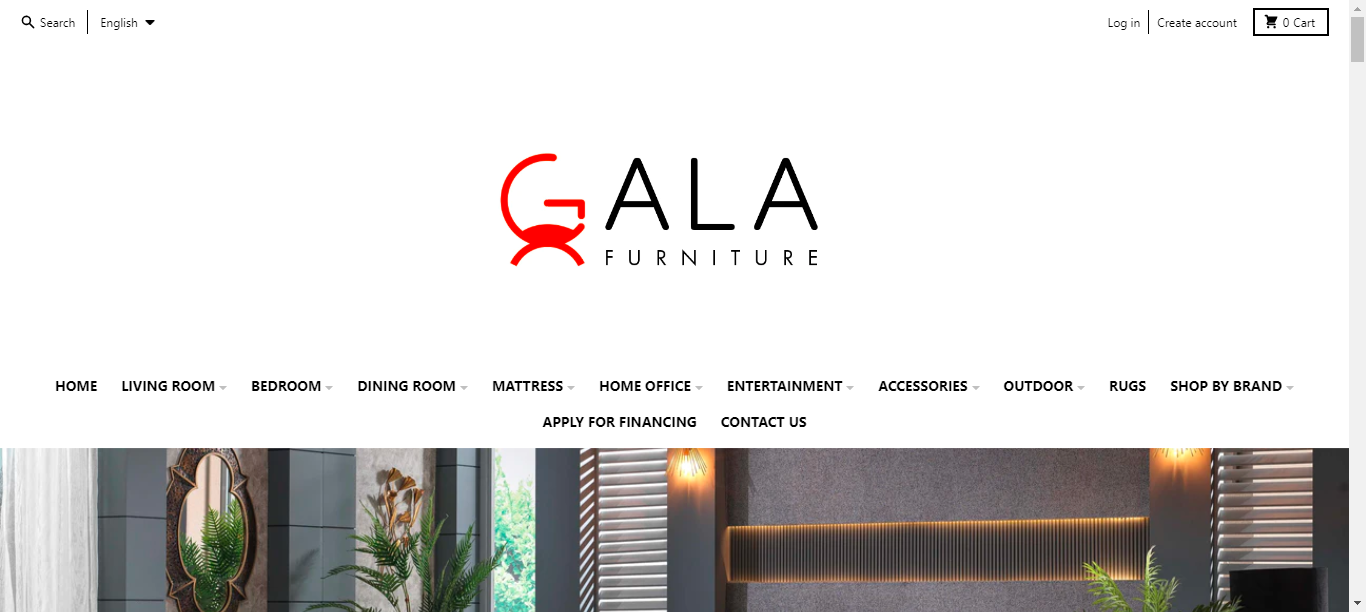 Search English Log in Create account 0 Cart
GALA
FURNITURE
HOME LIVING ROOM BEDROOM DINING ROOM MATTRESS HOME OFFICE ENTERTAINMENT ACCESSORIES OUTDOOR RUGS SHOP BY BRAND
APPLY FOR FINANCING CONTACT US